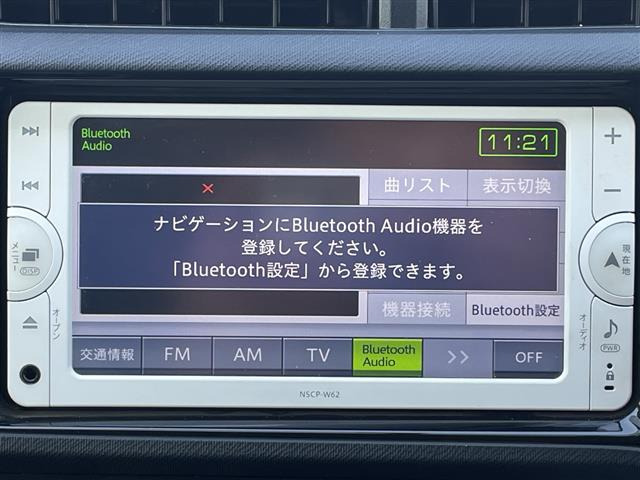 Bluetooth
Audio
11:21
×
曲リスト
表示切換
ナビゲーションにBluetooth Audio機器を
登録してください。
「Bluetooth設定」から登録できます。
機器接続
Bluetooth設定
交通情報
FM
AM
TV
Bluetooth
Audio
>>
OFF
NSCP-W62
メニュー
DISP
オープン
+
−
現在地
オーディオ
PWR